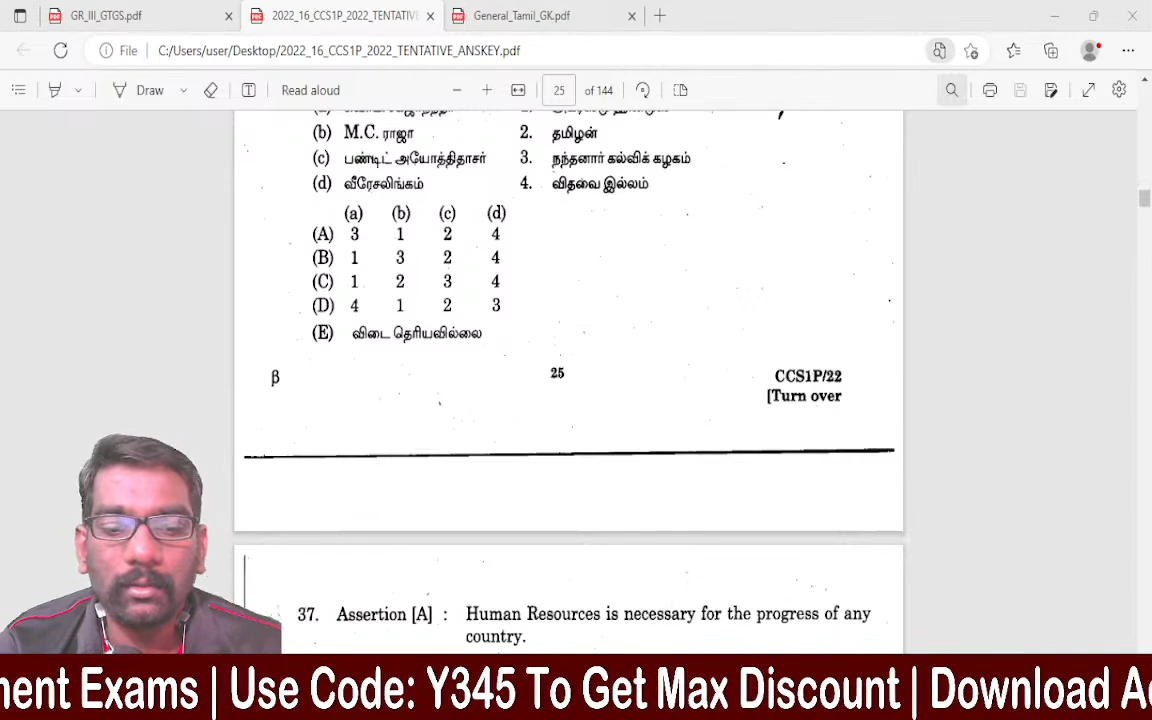 GR_III_GTGS.pdf
2022_16_CCS1P_2022_TENTATIVE
General_Tamil_GK.pdf
File
C:/Users/user/Desktop/2022_16_CCS1P_2022_TENTATIVE_ANSKEY.pdf
Draw
Read aloud
25
of 144
(b) M.C. ராஜா 2. தமிழன்
(c) பண்டிட் அயோத்திதாசர் 3. நந்தனார் கல்விக் கழகம்
(d) வீரேசலிங்கம் 4. விதவை இல்லம்
(a) (b) (c) (d)
(A) 3 1 2 4
(B) 1 3 2 4
(C) 1 2 3 4
(D) 4 1 2 3
(E) விடை தெரியவில்லை
β 25 CCS1P/22
[Turn over
37. Assertion [A] : Human Resources is necessary for the progress of any
country.
nent Exams | Use Code: Y345 To Get Max Discount | Download A